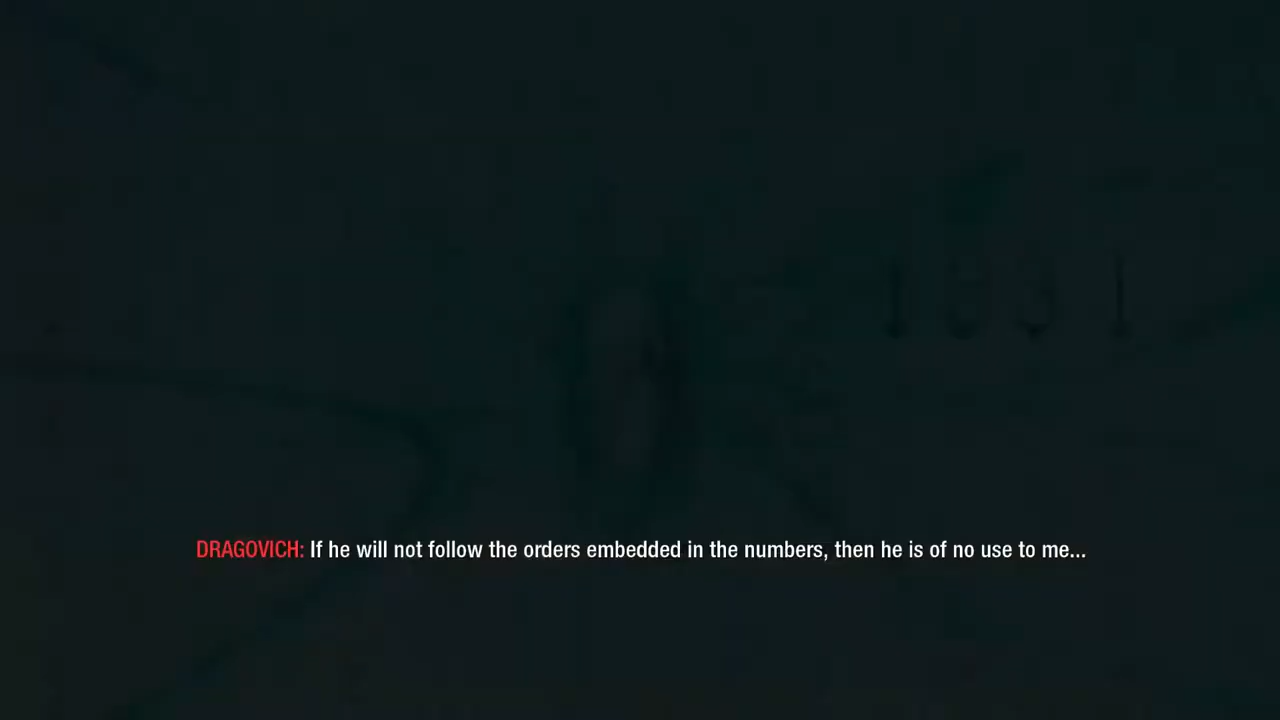 DRAGOVICH: If he will not follow the orders embedded in the numbers, then he is of no use to me...